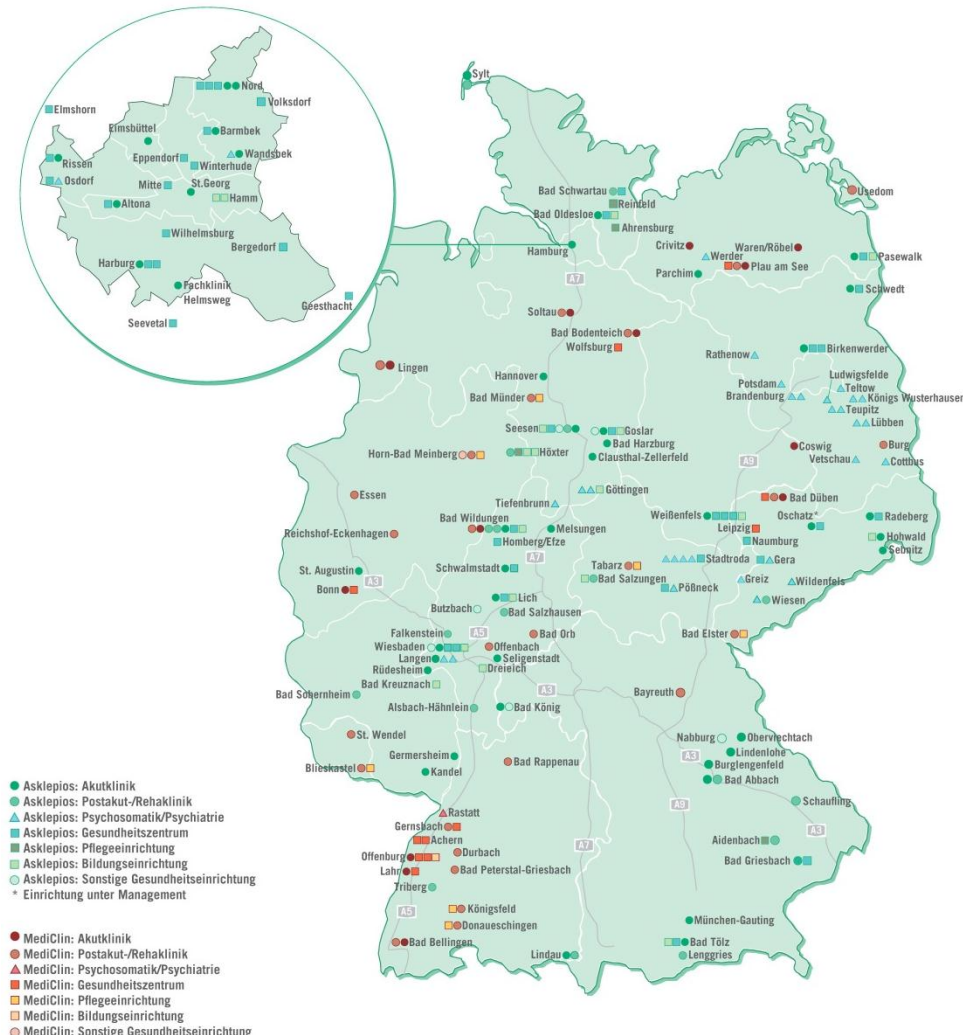 Nord
Volksdorf
Elmshorn
Eimsbüttel
Barmbek
Eppendorf
Wandsbek
Rissen
Winterhude
Osdorf
Mitte
St.Georg
Hamm
Altona
Wilhelmsburg
Bergedorf
Harburg
Fachklinik
Helmsweg
Geesthacht
Seevetal
Sylt
Bad Schwartau
Reinfeld
Bad Oldesloe
Ahrensburg
Hamburg
Usedom
Crivitz
Waren/Röbel
Werder
Plau am See
Pasewalk
Parchim
Schwedt
A7
Soltau
Bad Bodenteich
Wolfsburg
Rathenow
Birkenwerder
Lingen
Hannover
Ludwigsfelde
Potsdam
Teltow
Brandenburg
Königs Wusterhausen
Bad Münder
Teupitz
Lübben
Seesen
Goslar
Bad Harzburg
Horn-Bad Meinberg
Höxter
Clausthal-Zellerfeld
A9
Coswig
Burg
Vetschau
Cottbus
Essen
Göttingen
Tiefenbrunn
Bad Düben
Bad Wildungen
Melsungen
Weißenfels
Oschatz*
Radeberg
Leipzig
Reichshof-Eckenhagen
Homberg/Efze
Naumburg
Hohwald
Sebnitz
A7
Schwalmstadt
Tabarz
Stadtroda
Gera
St. Augustin
A3
Bad Salzungen
Pößneck
Greiz
Wildenfels
Bonn
Lich
Wiesen
Butzbach
Bad Salzhausen
Falkenstein
A5
Bad Orb
Bad Elster
Wiesbaden
Offenbach
Langen
Seligenstadt
Rüdesheim
Dreieich
Bad Kreuznach
A3
Bad Sobernheim
Bayreuth
Alsbach-Hähnlein
Bad König
St. Wendel
Nabburg
Oberviechtach
Germersheim
Lindenlohe
A3
Burglengenfeld
Blieskastel
Kandel
Bad Rappenau
Bad Abbach
A9
Schaufling
A3
Rastatt
Gernsbach
Achern
Aidenbach
A7
Offenburg
Durbach
Bad Griesbach
Lahr
Bad Peterstal-Griesbach
Triberg
A5
Königsfeld
Donaueschingen
München-Gauting
Bad Bellingen
Bad Tölz
Lindau
Lenggries
Asklepios: Akutklinik
Asklepios: Postakut-/Rehaklinik
Asklepios: Psychosomatik/Psychiatrie
Asklepios: Gesundheitszentrum
Asklepios: Pflegeeinrichtung
Asklepios: Bildungseinrichtung
Asklepios: Sonstige Gesundheitseinrichtung
* Einrichtung unter Management
MediClin: Akutklinik
MediClin: Postakut-/Rehaklinik
MediClin: Psychosomatik/Psychiatrie
MediClin: Gesundheitszentrum
MediClin: Pflegeeinrichtung
MediClin: Bildungseinrichtung
MediClin: Sonstige Gesundheitseinrichtung